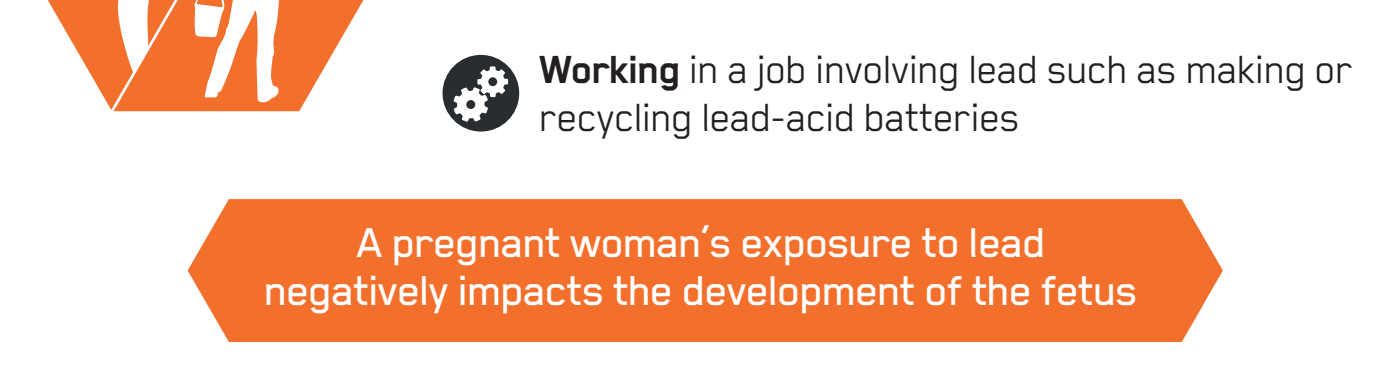 Working in a job involving lead such as making or
recycling lead-acid batteries
A pregnant woman's exposure to lead
negatively impacts the development of the fetus